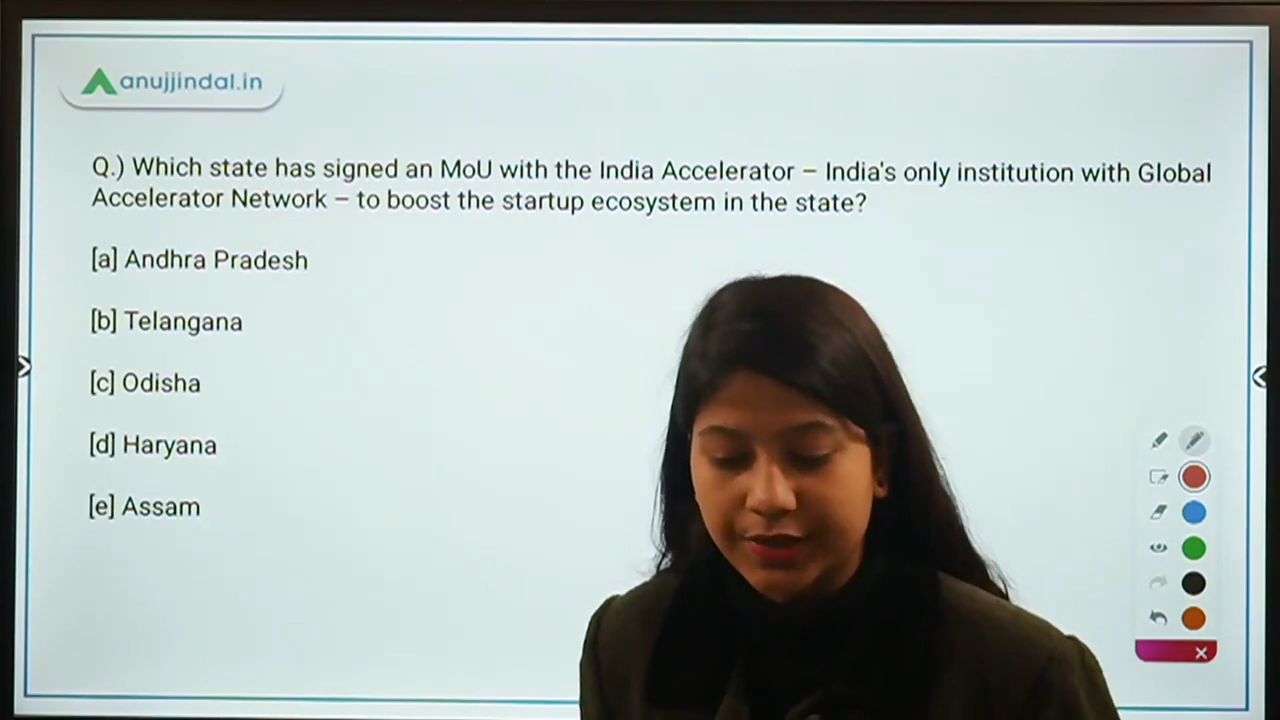 anujjindal.in
Q.) Which state has signed an MoU with the India Accelerator – India's only institution with Global
Accelerator Network – to boost the startup ecosystem in the state?
[a] Andhra Pradesh
[b] Telangana
[c] Odisha
[d] Haryana
[e] Assam